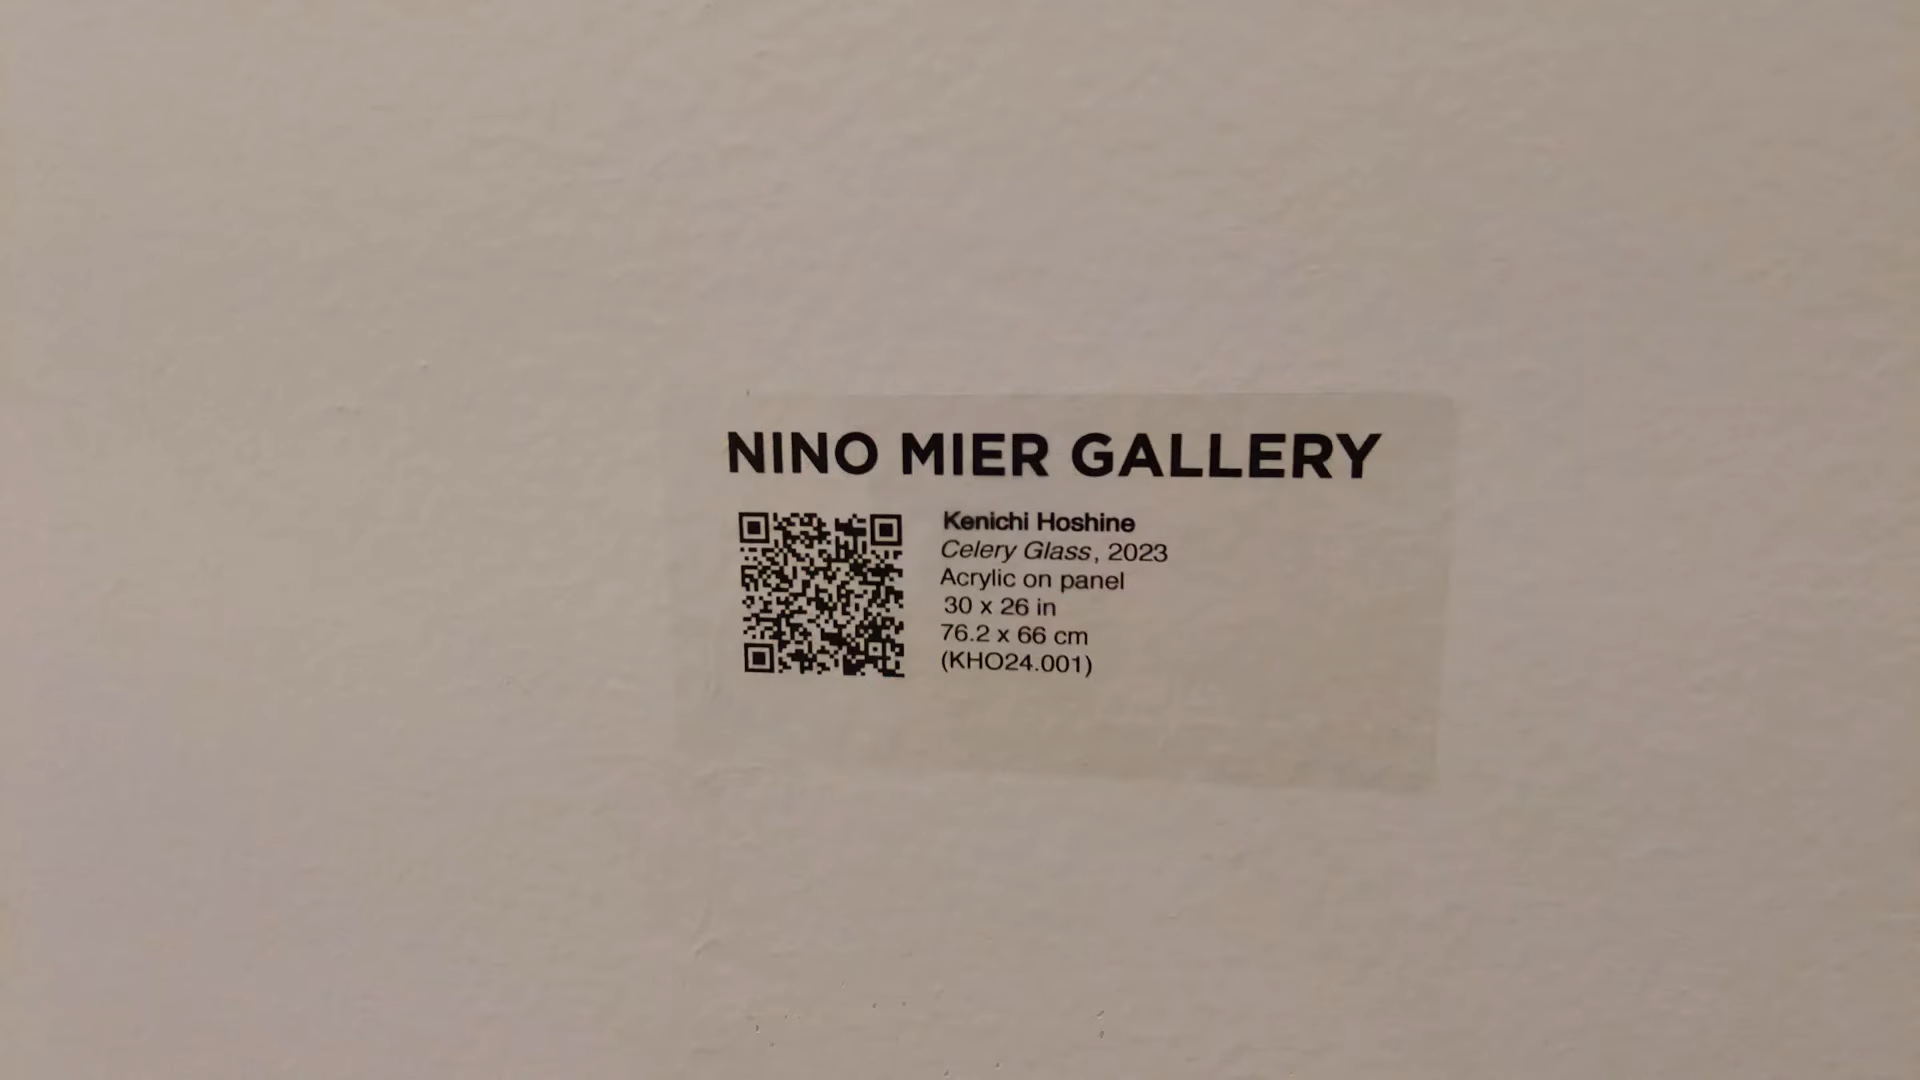 NINO MIER GALLERY
Kenichi Hoshine
Celery Glass, 2023
Acrylic on panel
30 x 26 in
76.2 x 66 cm
(KHO24.001)